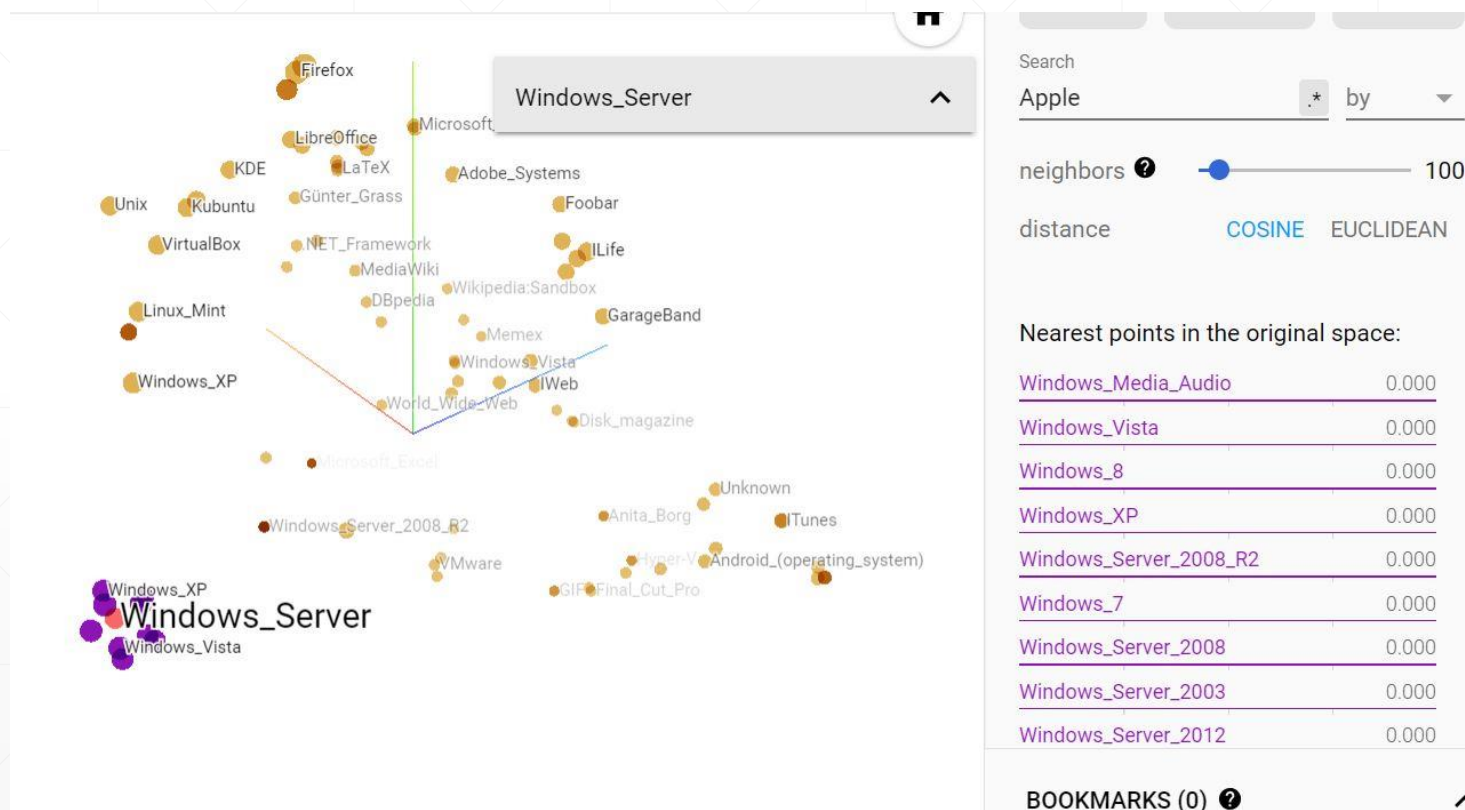 Firefox
Windows_Server
Microsoft_
LibreOffice
KDE
LaTeX
Adobe_Systems
Günter_Grass
Unix
Kubuntu
Foobar
VirtualBox
.NET_Framework
ILife
MediaWiki
Wikipedia:Sandbox
DBpedia
Linux_Mint
GarageBand
Memex
Windows_Vista
Windows_XP
IWeb
World_Wide_Web
Disk_magazine
Microsoft_Excel
Unknown
Anita_Borg
ITunes
Windows_Server_2008_R2
VMware
Hyper-V
Android_(operating_system)
GIF
Final_Cut_Pro
Windows_XP
Windows_Server
Windows_Vista
Search
Apple .* by
neighbors ? 100
distance COSINE EUCLIDEAN
Nearest points in the original space:
Windows_Media_Audio 0.000
Windows_Vista 0.000
Windows_8 0.000
Windows_XP 0.000
Windows_Server_2008_R2 0.000
Windows_7 0.000
Windows_Server_2008 0.000
Windows_Server_2003 0.000
Windows_Server_2012 0.000
BOOKMARKS (0) ?